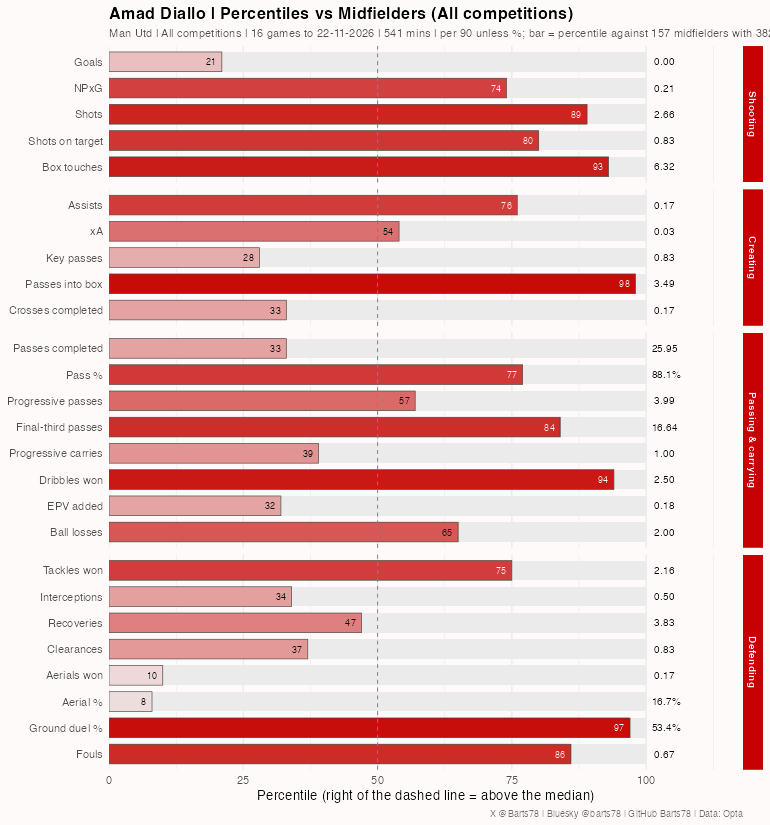 Amad Diallo | Percentiles vs Midfielders (All competitions)
Man Utd | All competitions | 16 games to 22-11-2026 | 541 mins | per 90 unless %; bar = percentile against 157 midfielders with 382
Goals 21 0.00
NPxG 74 0.21
Shots 89 2.66
Shots on target 80 0.83
Box touches 93 6.32
Shooting
Assists 76 0.17
xA 54 0.03
Key passes 28 0.83
Passes into box 98 3.49
Crosses completed 33 0.17
Creating
Passes completed 33 25.95
Pass % 77 88.1%
Progressive passes 57 3.99
Final-third passes 84 16.64
Progressive carries 39 1.00
Dribbles won 94 2.50
EPV added 32 0.18
Ball losses 65 2.00
Passing & carrying
Tackles won 75 2.16
Interceptions 34 0.50
Recoveries 47 3.83
Clearances 37 0.83
Aerials won 10 0.17
Aerial % 8 16.7%
Ground duel % 97 53.4%
Fouls 86 0.67
Defending
0 25 50 75 100
Percentile (right of the dashed line = above the median)
X @Barts78 | Bluesky @barts78 | GitHub Barts78 | Data: Opta